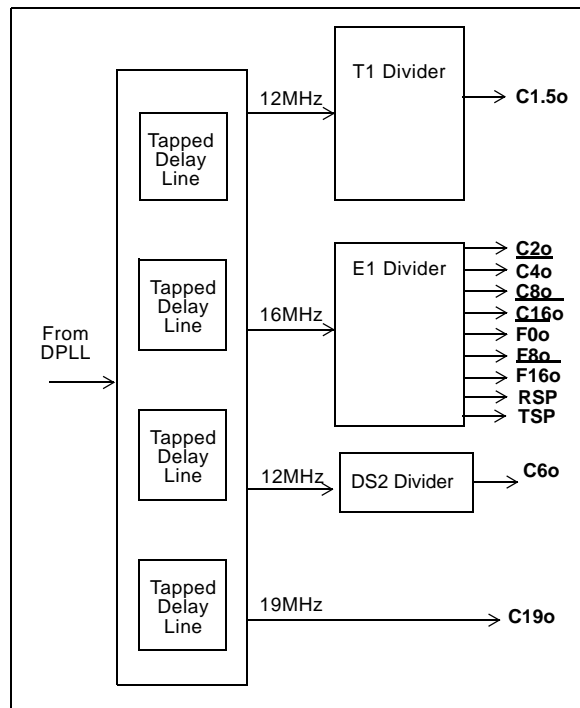 T1 Divider
12MHz
C1.5o
Tapped
Delay
Line
C2o
E1 Divider
C4o
Tapped
Delay
Line
C8o
16MHz
C16o
From
DPLL
F0o
F8o
F16o
RSP
TSP
Tapped
Delay
Line
12MHz
DS2 Divider
C6o
Tapped
Delay
Line
19MHz
C19o